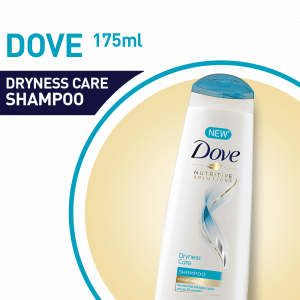 DOVE 175ml
DRYNESS CARE
SHAMPOO
NEW
Dove
NUTRITIVE
SOLUTIONS
Dryness
Care
SHAMPOO